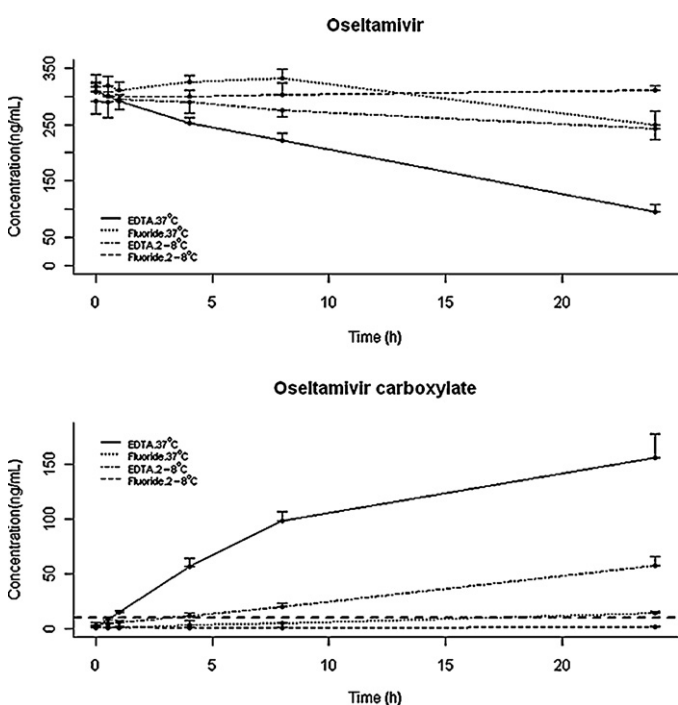 Oseltamivir
Concentration(ng/mL)
350
250
150
50
0
EDTA.37°C
Fluoride.37°C
EDTA.2−8°C
Fluoride.2−8°C
0 5 10 15 20
Time (h)
Oseltamivir carboxylate
Concentration(ng/mL)
150
100
50
0
EDTA.37°C
Fluoride.37°C
EDTA.2−8°C
Fluoride.2−8°C
0 5 10 15 20
Time (h)